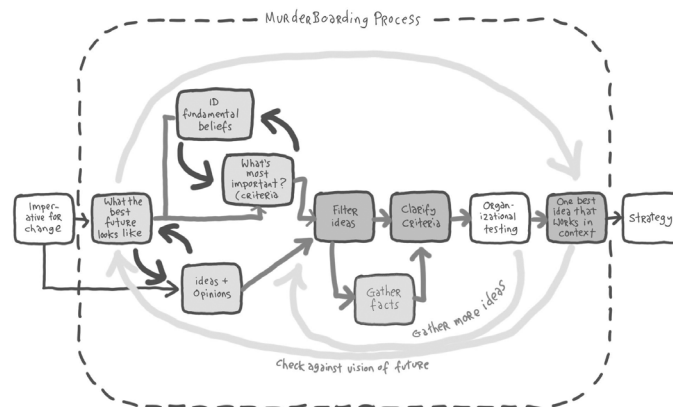 MurDerBoarDing Process
ID
fundamental
beliefs
What's
most
important?
(criteria
Imper-
ative for
change
What the
best
future
looks like
Filter
ideas
Clarify
Criteria
Organ-
izational
testing
One best
idea that
works in
context
Strategy
ideas +
Opinions
Gather
facts
Gather more ideas
Check against vision of future